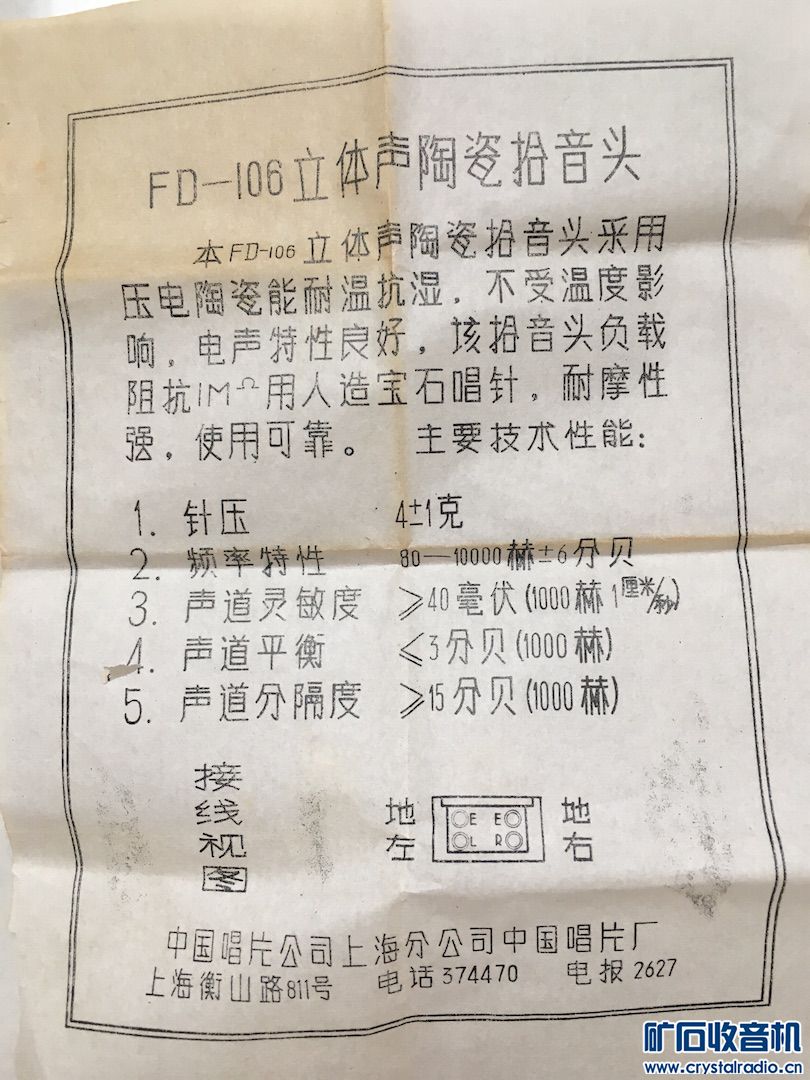 FD-106立体声陶瓷拾音头
本FD-106立体声陶瓷拾音头采用
压电陶瓷能耐温抗湿，不受温度影
响，电声特性良好，该拾音头负载
阻抗1MΩ用人造宝石唱针，耐摩性
强，使用可靠。 主要技术性能：
1. 针压 4±1克
2. 频率特性 80—10000赫±6分贝
3. 声道灵敏度 ≥40毫伏(1000赫1厘米/秒)
4. 声道平衡 ≤3分贝(1000赫)
5. 声道分隔度 ≥15分贝(1000赫)
接线视图
地 E E 地
左 L R 右
中国唱片公司上海分公司中国唱片厂
上海衡山路811号 电话374470 电报2627
矿石收音机
www.crystalradio.cn